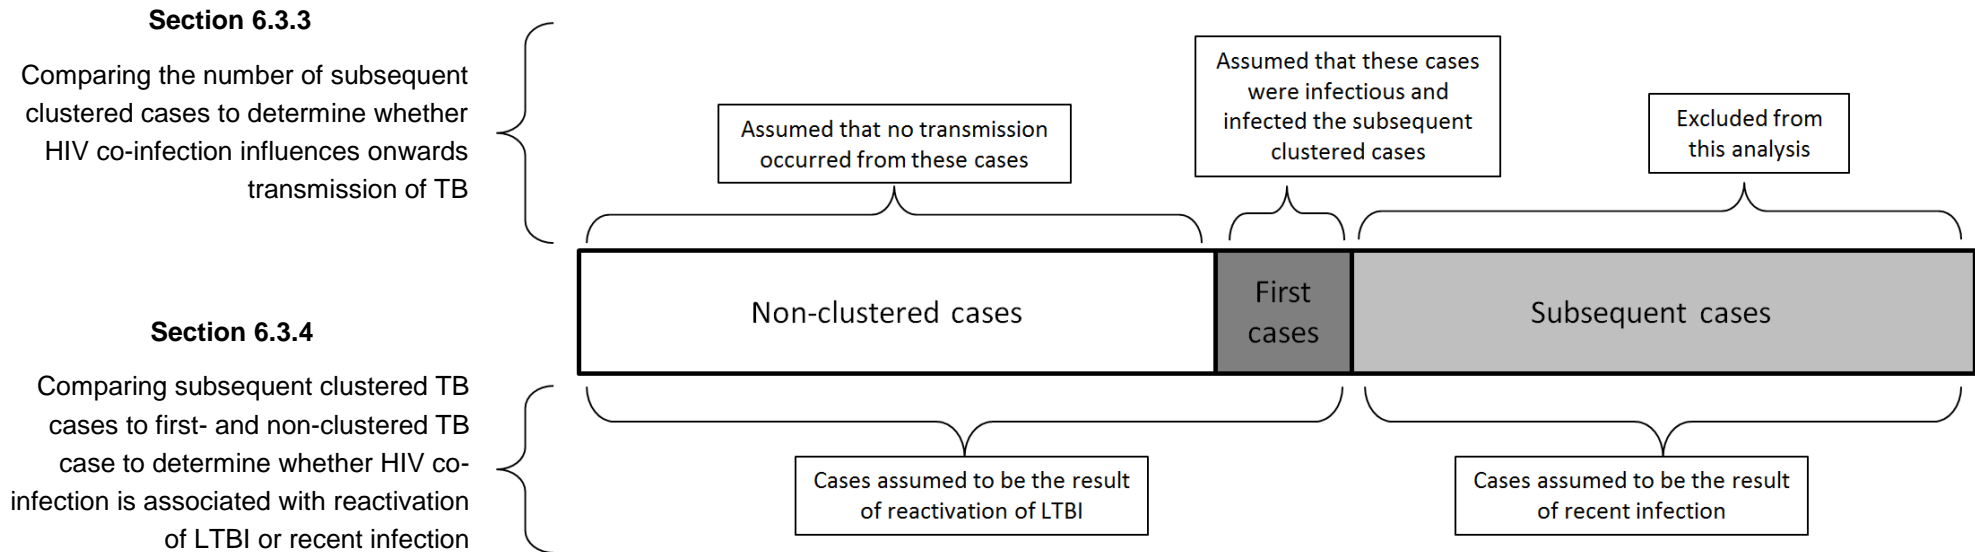 Section 6.3.3
Comparing the number of subsequent
clustered cases to determine whether
HIV co-infection influences onwards
transmission of TB
Assumed that no transmission
occurred from these cases
Assumed that these cases
were infectious and
infected the subsequent
clustered cases
Excluded from
this analysis
Non-clustered cases
First
cases
Subsequent cases
Section 6.3.4
Comparing subsequent clustered TB
cases to first- and non-clustered TB
case to determine whether HIV co-
infection is associated with reactivation
of LTBI or recent infection
Cases assumed to be the result
of reactivation of LTBI
Cases assumed to be the result
of recent infection